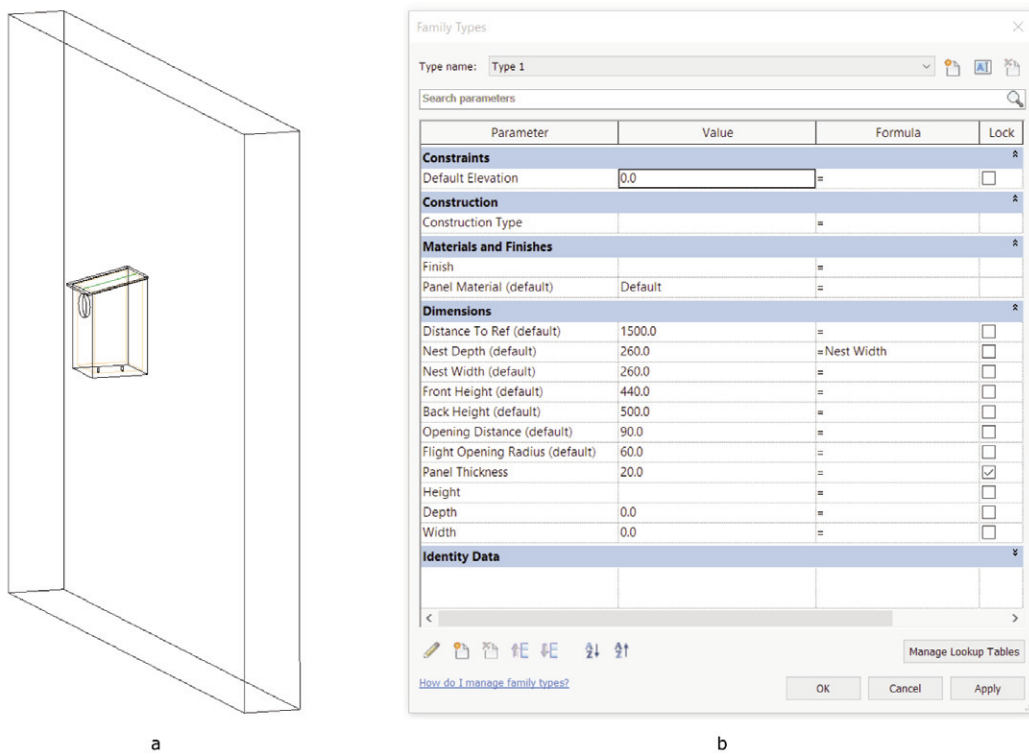 Family Types
Type name: Type 1
Search parameters
Parameter Value Formula Lock
Constraints
Default Elevation 0.0 =
Construction
Construction Type =
Materials and Finishes
Finish =
Panel Material (default) Default =
Dimensions
Distance To Ref (default) 1500.0 =
Nest Depth (default) 260.0 =Nest Width
Nest Width (default) 260.0 =
Front Height (default) 440.0 =
Back Height (default) 500.0 =
Opening Distance (default) 90.0 =
Flight Opening Radius (default) 60.0 =
Panel Thickness 20.0 =
Height =
Depth 0.0 =
Width 0.0 =
Identity Data
Manage Lookup Tables
How do I manage family types?
OK Cancel Apply
a b